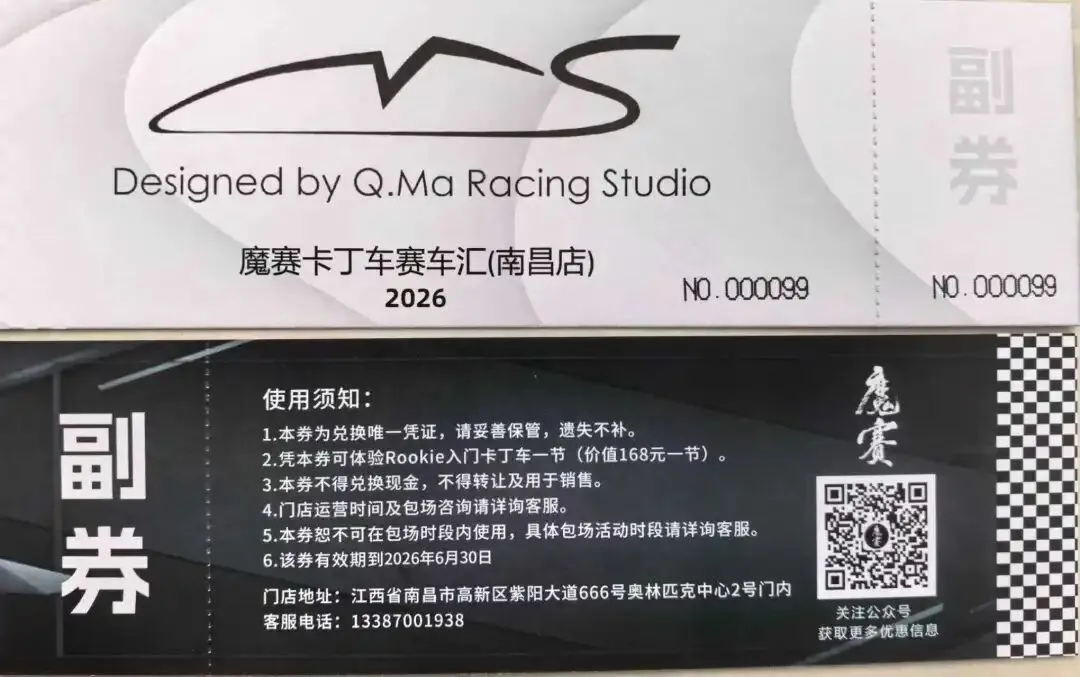 Designed by Q.Ma Racing Studio
魔赛卡丁车赛车汇(南昌店)
2026
NO.000099
副券
NO.000099
副券
使用须知：
1.本券为兑换唯一凭证，请妥善保管，遗失不补。
2.凭本券可体验Rookie入门卡丁车一节（价值168元一节）。
3.本券不得兑换现金，不得转让及用于销售。
4.门店运营时间及包场咨询请详询客服。
5.本券恕不可在包场时段内使用，具体包场活动时段请详询客服。
6.该券有效期到2026年6月30日
门店地址：江西省南昌市高新区紫阳大道666号奥林匹克中心2号门内
客服电话：13387001938
魔赛
关注公众号
获取更多优惠信息